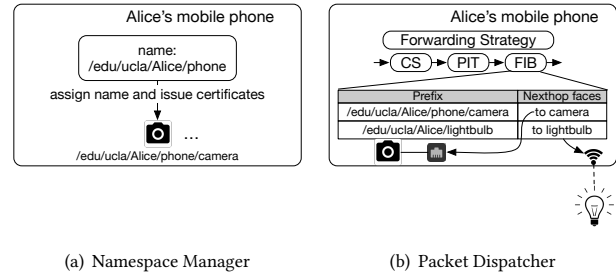 Alice's mobile phone
name:
/edu/ucla/Alice/phone
assign name and issue certificates
...
/edu/ucla/Alice/phone/camera
(a) Namespace Manager
Alice's mobile phone
Forwarding Strategy
CS PIT FIB
Prefix Nexthop faces
/edu/ucla/Alice/phone/camera to camera
/edu/ucla/Alice/lightbulb to lightbulb
(b) Packet Dispatcher